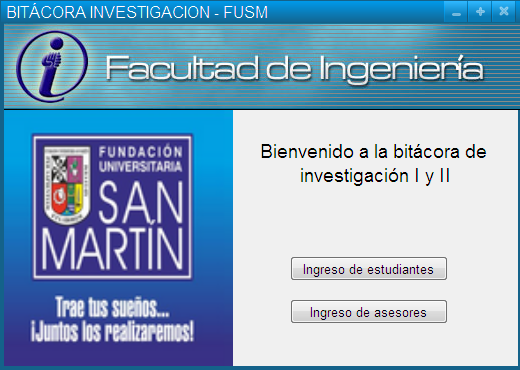 BITÁCORA INVESTIGACION - FUSM
Facultad de Ingeniería
FUNDACIÓN
UNIVERSITARIA
SAN
MARTÍN
Trae tus sueños...
¡Juntos los realizaremos!
Bienvenido a la bitácora de
investigación I y II
Ingreso de estudiantes
Ingreso de asesores